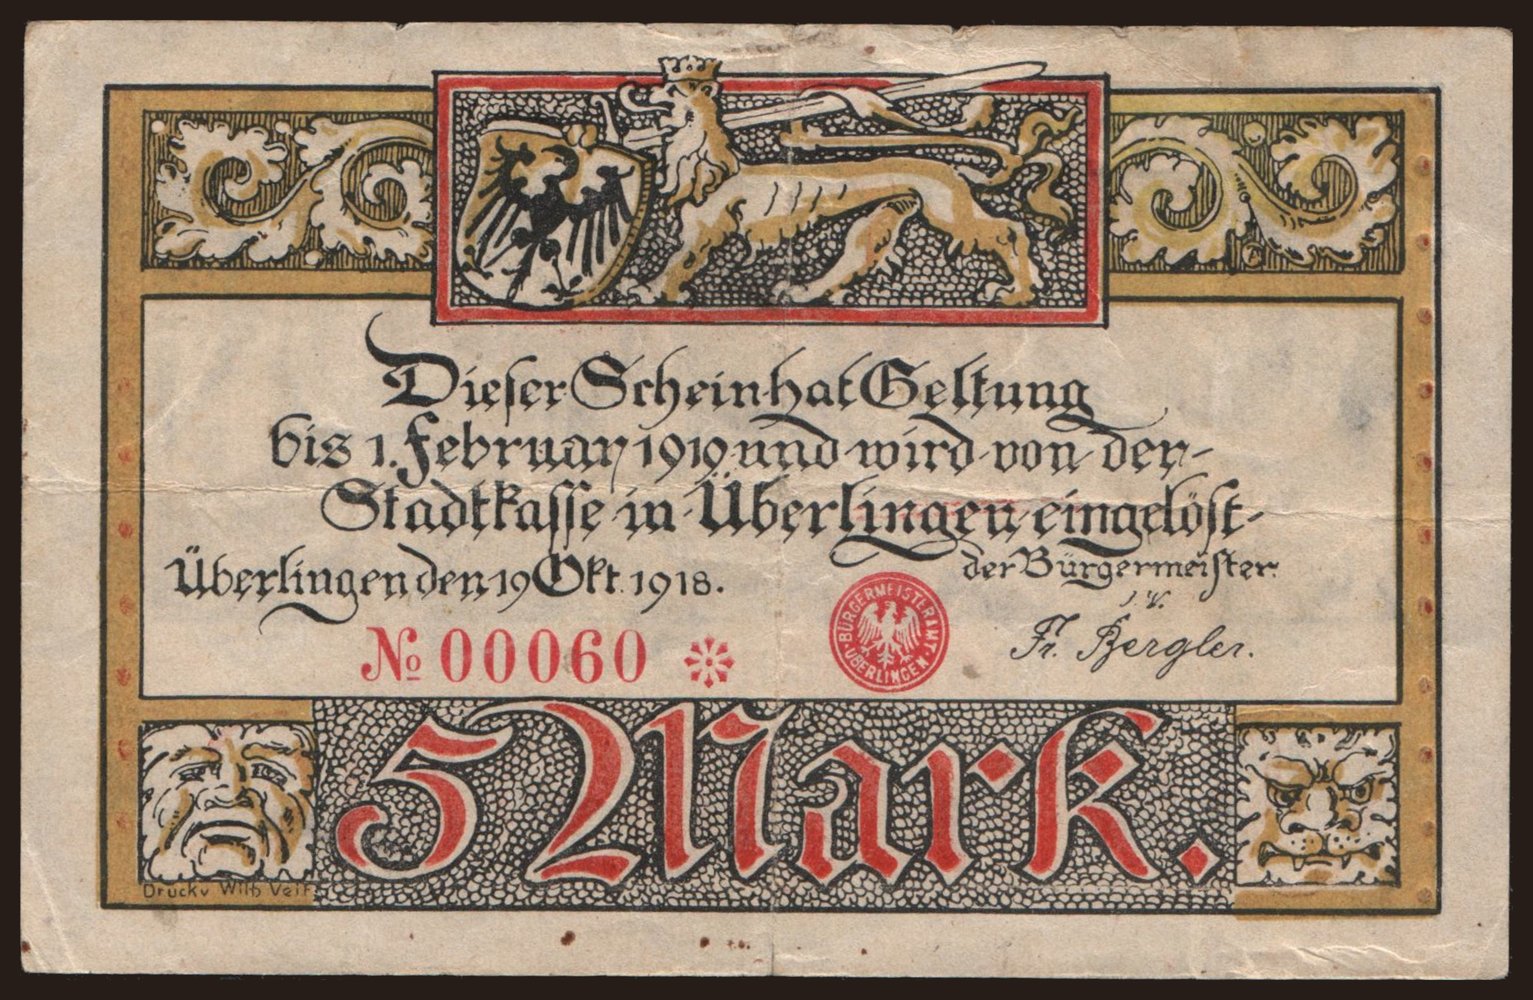 Dieser Schein hat Geltung
bis 1. Februar 1919 und wird von der
Stadtkasse in Überlingen eingelöst
Überlingen den 19 Okt. 1918.
der Bürgermeister:
i.V.
Fr. Bergler.
№ 00060
BÜRGERMEISTERAMT
ÜBERLINGEN
5 Mark.
Druck v Wilh